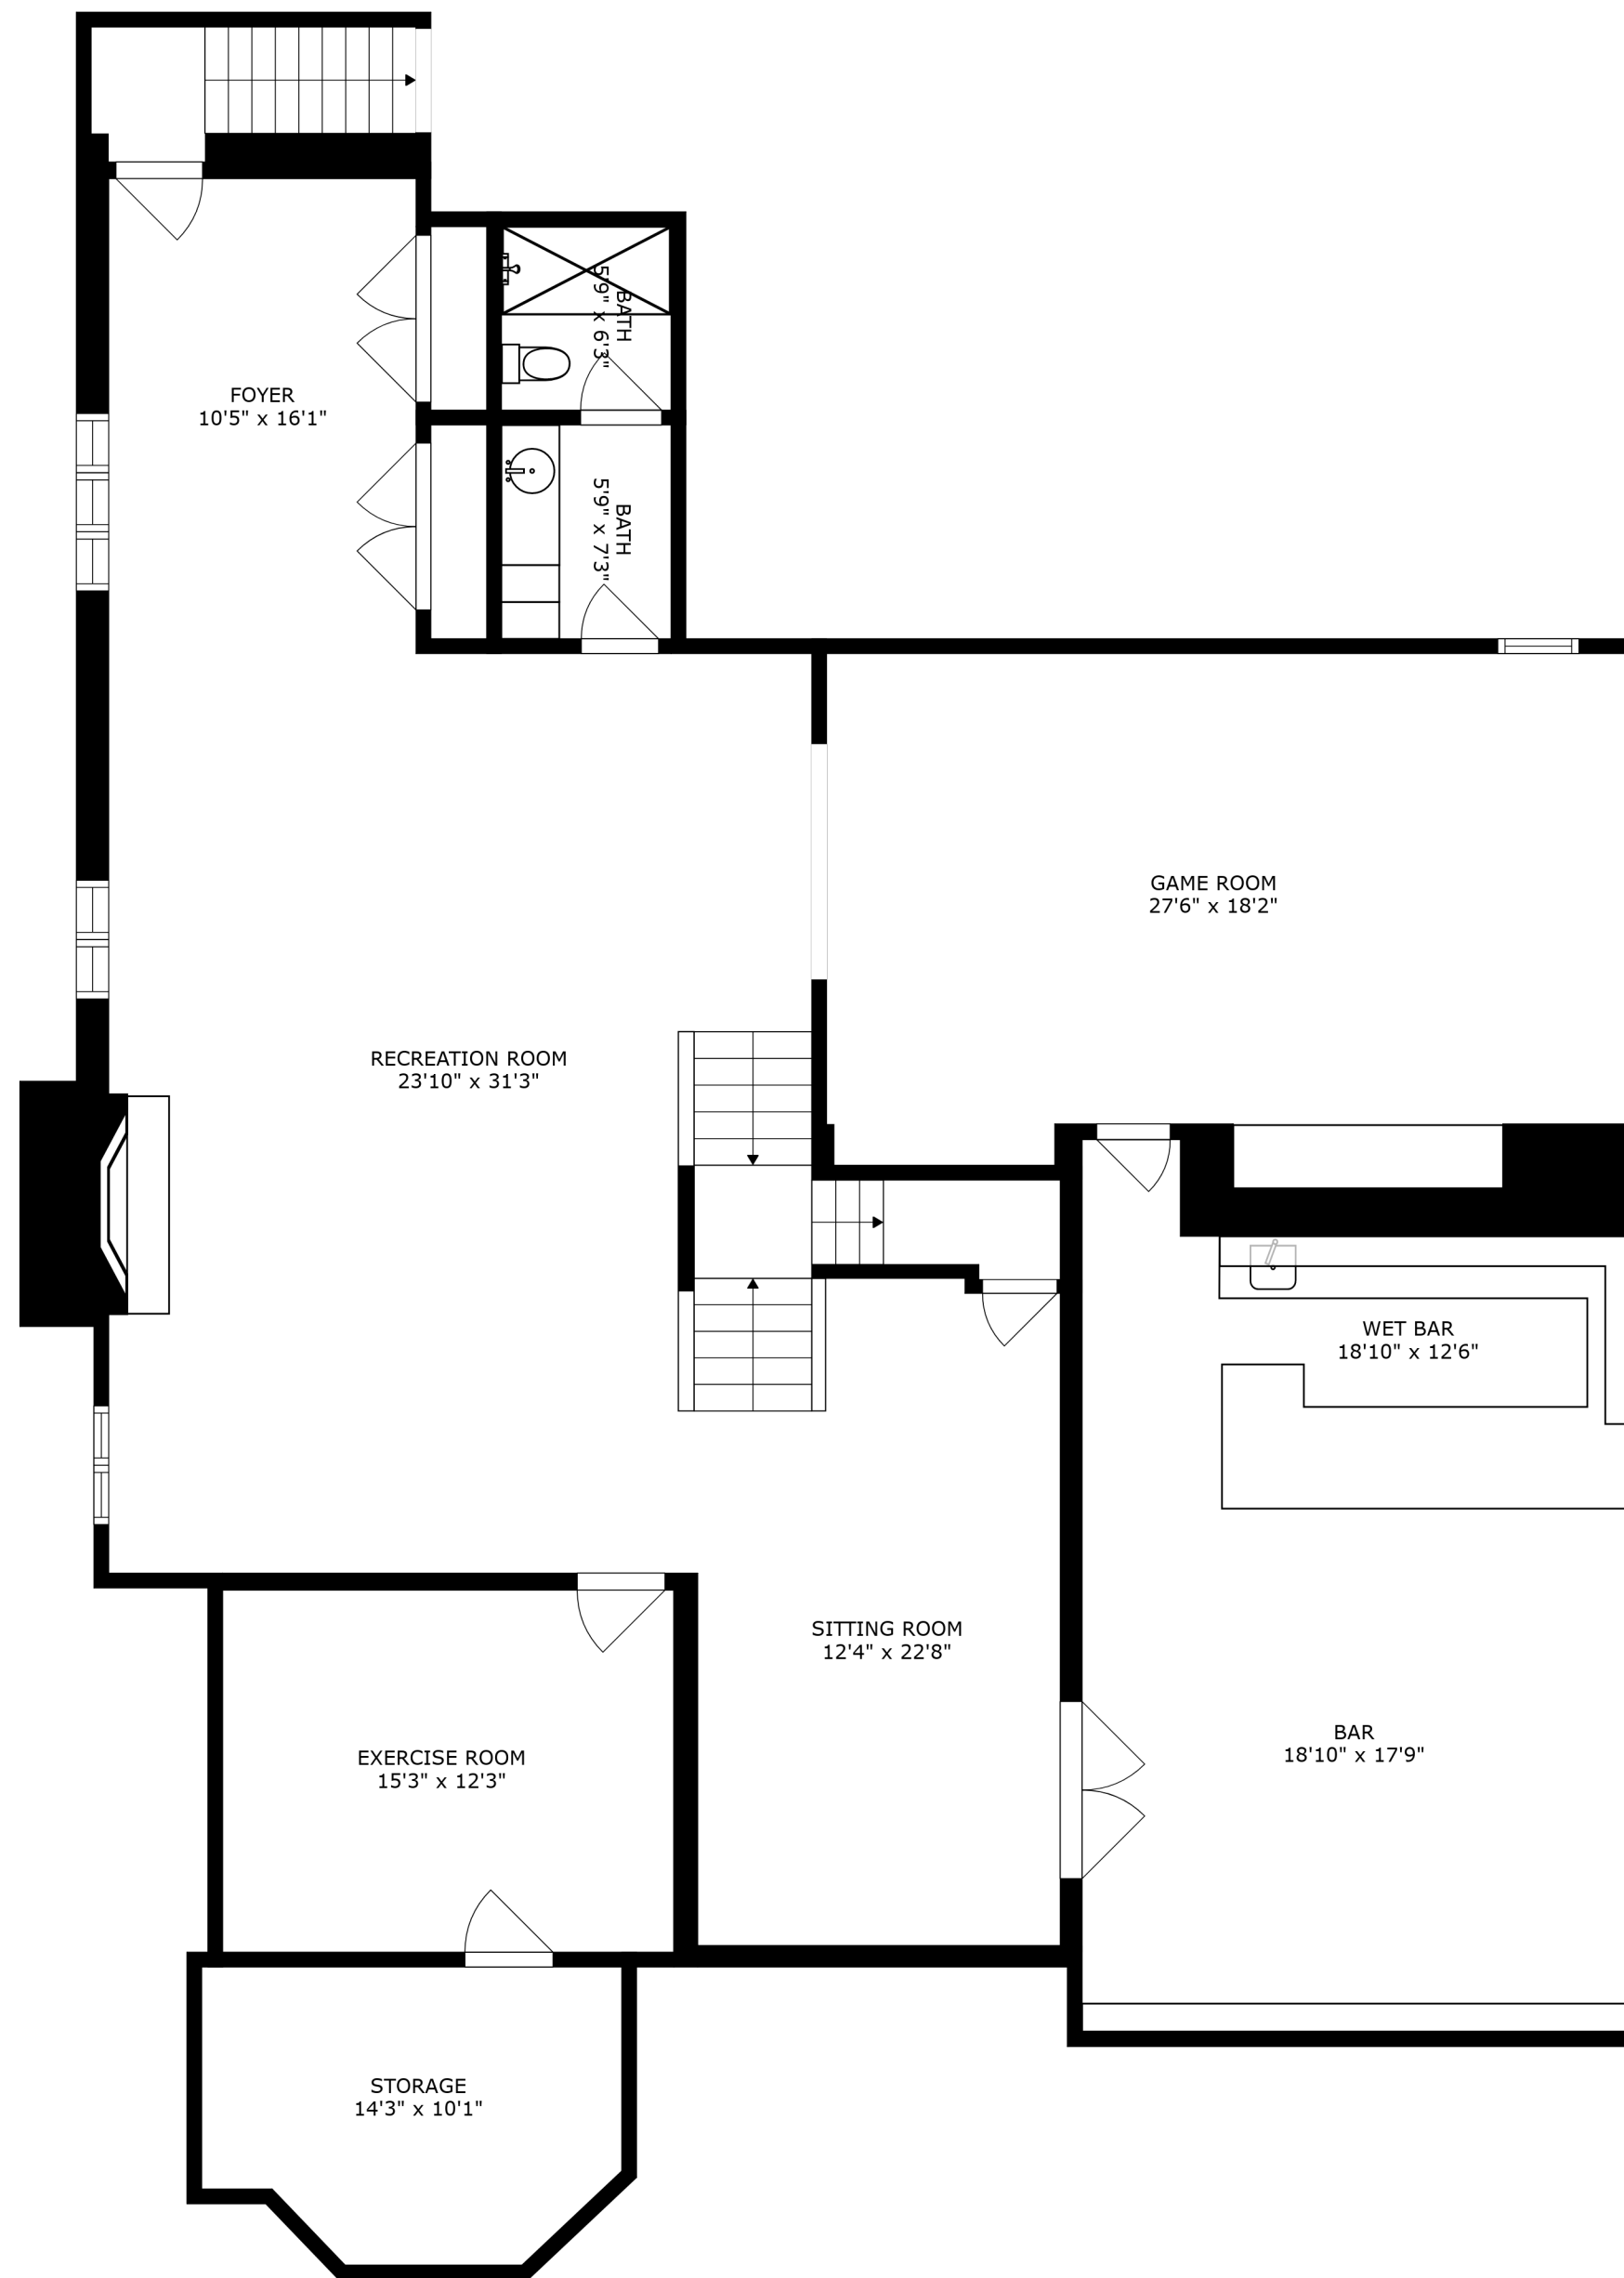 BATH
5'9" x 6'3"
FOYER
10'5" x 16'1"
BATH
5'9" x 7'3"
GAME ROOM
27'6" x 18'2"
RECREATION ROOM
23'10" x 31'3"
WET BAR
18'10" x 12'6"
SITTING ROOM
12'4" x 22'8"
BAR
18'10" x 17'9"
EXERCISE ROOM
15'3" x 12'3"
STORAGE
14'3" x 10'1"